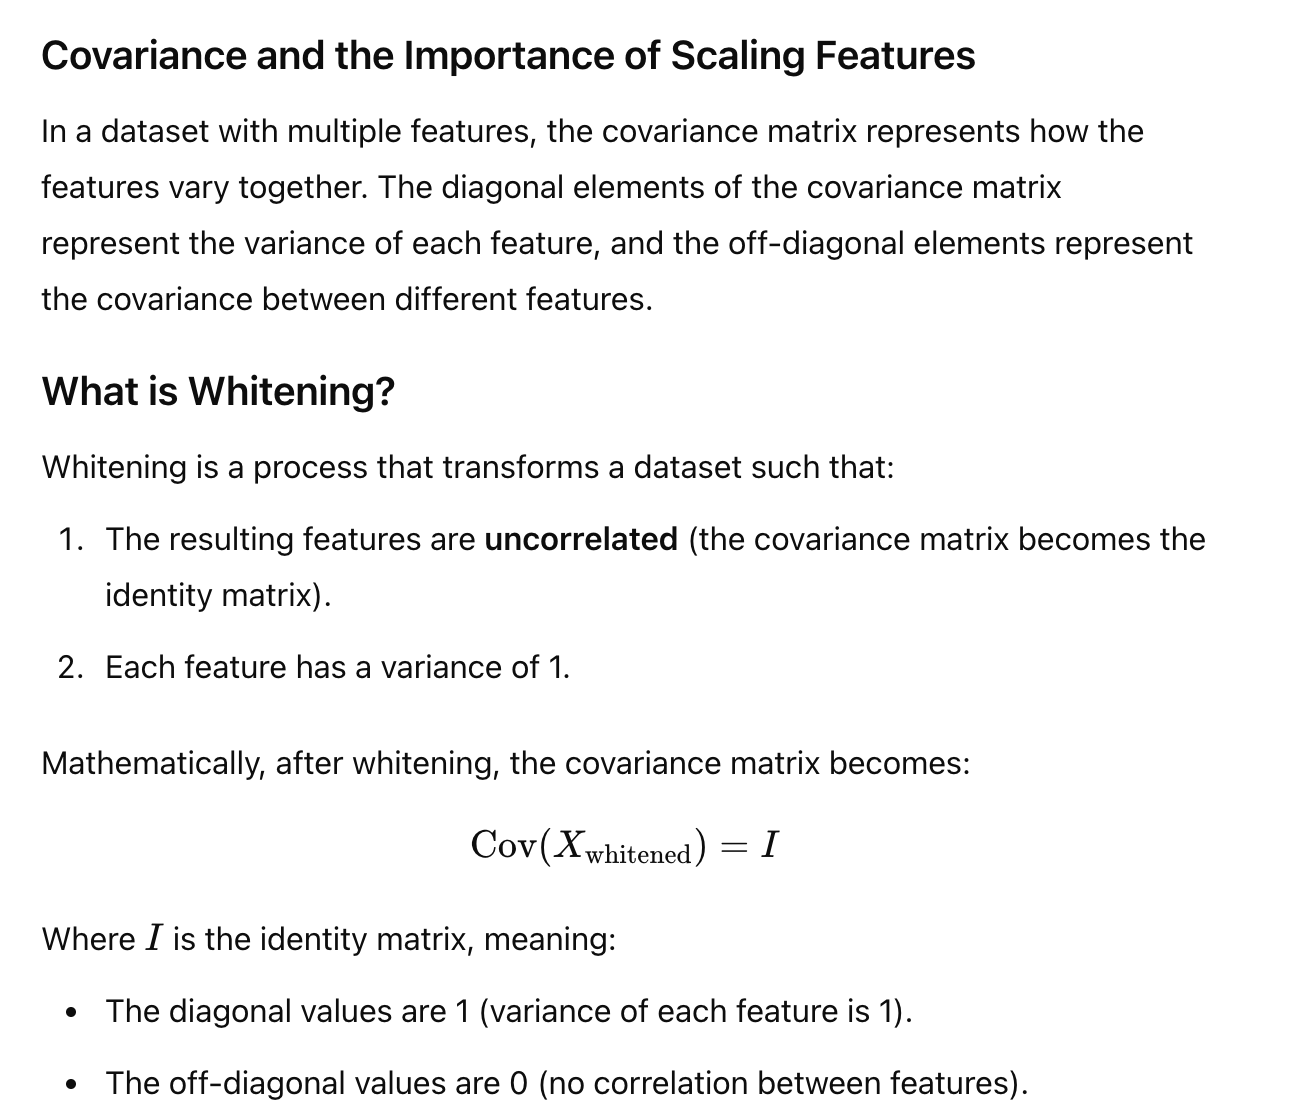 Covariance and the Importance of Scaling Features
In a dataset with multiple features, the covariance matrix represents how the
features vary together. The diagonal elements of the covariance matrix
represent the variance of each feature, and the off-diagonal elements represent
the covariance between different features.
What is Whitening?
Whitening is a process that transforms a dataset such that:
1. The resulting features are uncorrelated (the covariance matrix becomes the
identity matrix).
2. Each feature has a variance of 1.
Mathematically, after whitening, the covariance matrix becomes:
Cov(X_whitened) = I
Where I is the identity matrix, meaning:
• The diagonal values are 1 (variance of each feature is 1).
• The off-diagonal values are 0 (no correlation between features).